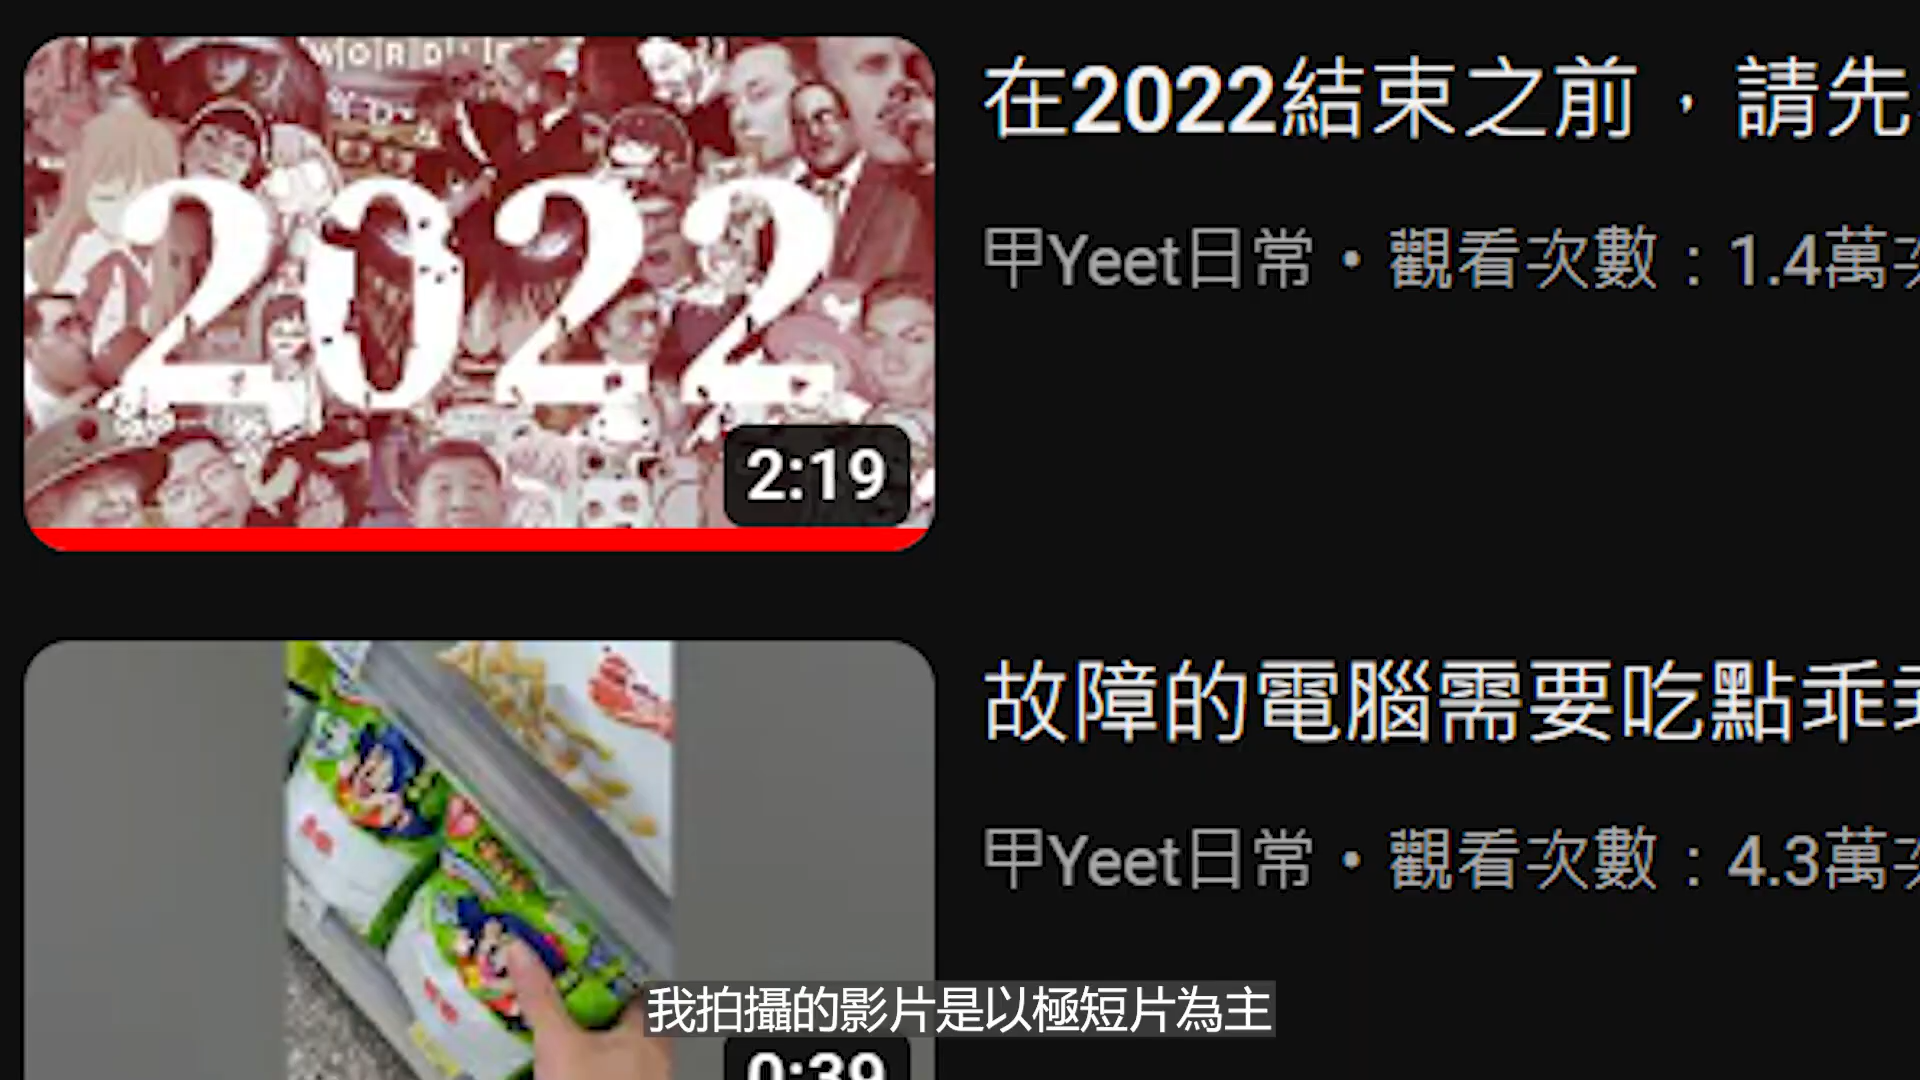 2022
2:19
在2022結束之前，請先
甲Yeet日常・觀看次數：1.4萬
故障的電腦需要吃點乖
甲Yeet日常・觀看次數：4.3萬
我拍攝的影片是以極短片為主
0:39